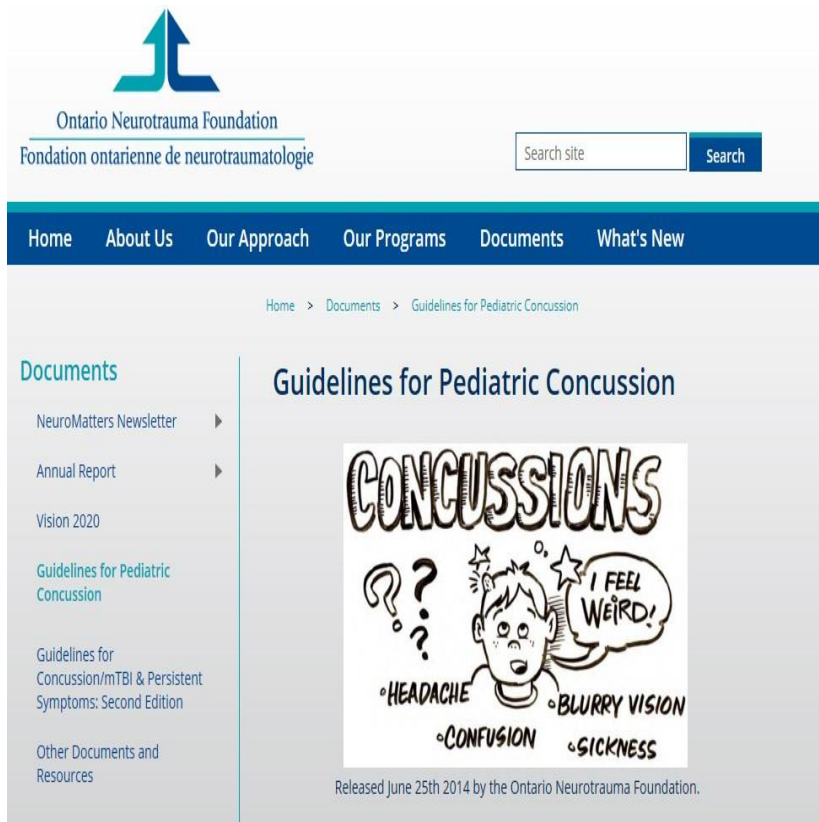 Ontario Neurotrauma Foundation
Fondation ontarienne de neurotraumatologie
Search site
Search
Home About Us Our Approach Our Programs Documents What's New
Home > Documents > Guidelines for Pediatric Concussion
Documents
NeuroMatters Newsletter
Annual Report
Vision 2020
Guidelines for Pediatric
Concussion
Guidelines for
Concussion/mTBI & Persistent
Symptoms: Second Edition
Other Documents and
Resources
Guidelines for Pediatric Concussion
CONCUSSIONS
???
I FEEL
WEIRD!
•HEADACHE
•BLURRY VISION
•CONFUSION
•SICKNESS
Released June 25th 2014 by the Ontario Neurotrauma Foundation.